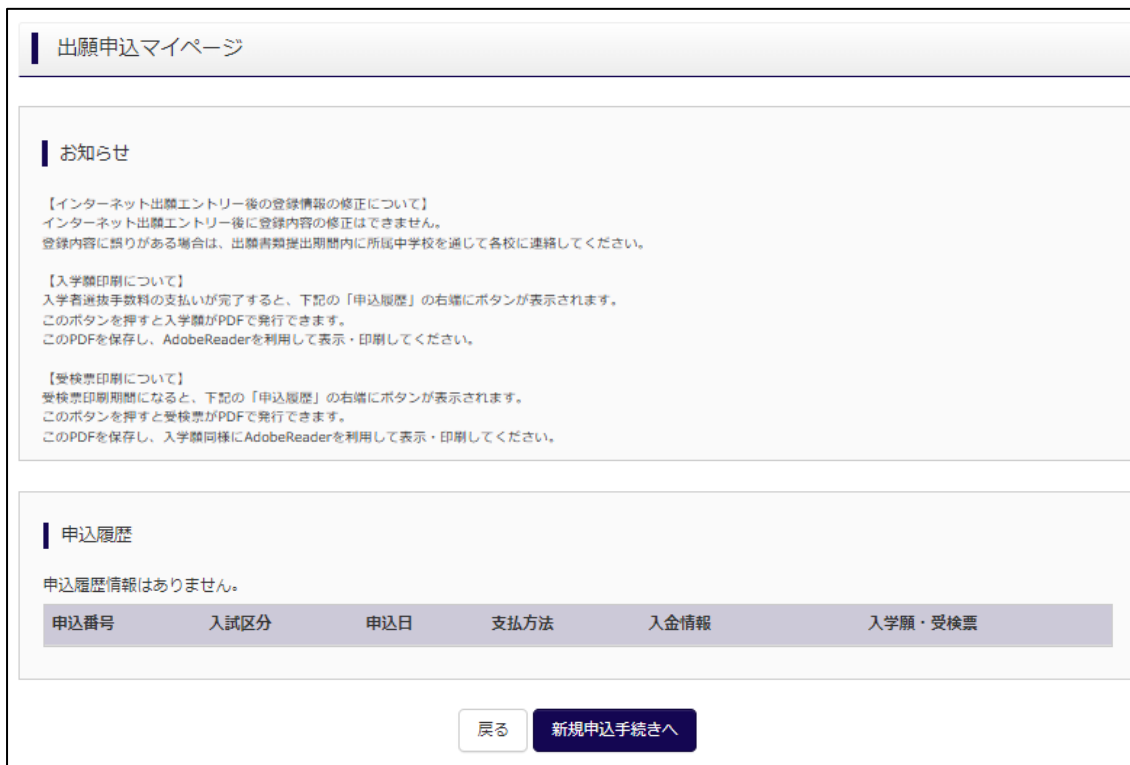 出願申込マイページ
お知らせ
【インターネット出願エントリー後の登録情報の修正について】
インターネット出願エントリー後に登録内容の修正はできません。
登録内容に誤りがある場合は、出願書類提出期間内に所属中学校を通じて各校に連絡してください。
【入学願印刷について】
入学者選抜手数料の支払いが完了すると、下記の「申込履歴」の右端にボタンが表示されます。
このボタンを押すと入学願がPDFで発行できます。
このPDFを保存し、AdobeReaderを利用して表示・印刷してください。
【受検票印刷について】
受検票印刷期間になると、下記の「申込履歴」の右端にボタンが表示されます。
このボタンを押すと受検票がPDFで発行できます。
このPDFを保存し、入学願同様にAdobeReaderを利用して表示・印刷してください。
申込履歴
申込履歴情報はありません。
申込番号 入試区分 申込日 支払方法 入金情報 入学願・受検票
戻る 新規申込手続きへ